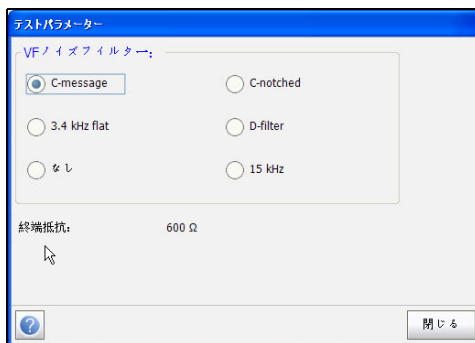 テストパラメーター
VFノイズフィルター:
C-message
C-notched
3.4 kHz flat
D-filter
なし
15 kHz
終端抵抗:
600 Ω
?
閉じる